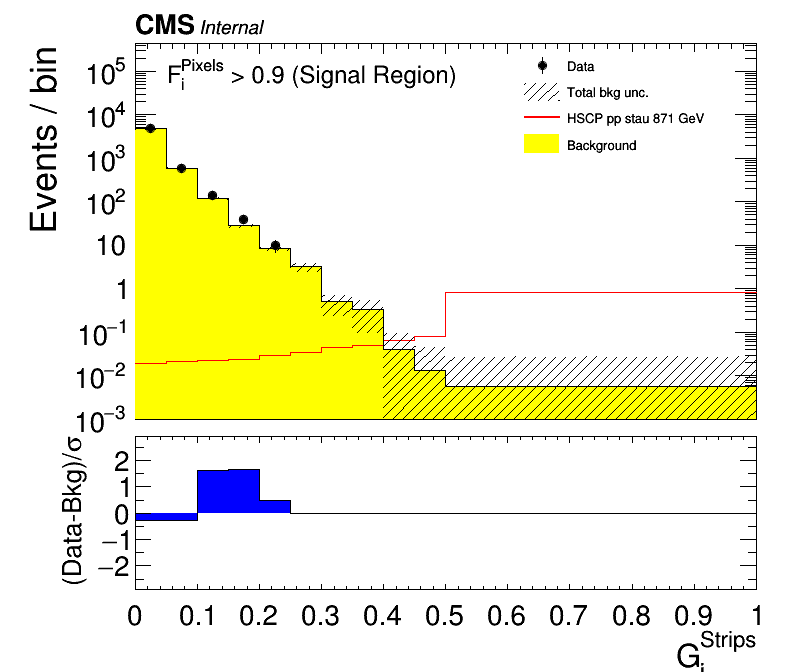 CMS Internal
Events / bin
F_i^Pixels > 0.9 (Signal Region)
Data
Total bkg unc.
HSCP pp stau 871 GeV
Background
10^5
10^4
10^3
10^2
10
1
10^−1
10^−2
10^−3
(Data-Bkg)/σ
2
1
0
−1
−2
0 0.1 0.2 0.3 0.4 0.5 0.6 0.7 0.8 0.9 1
G_i^Strips